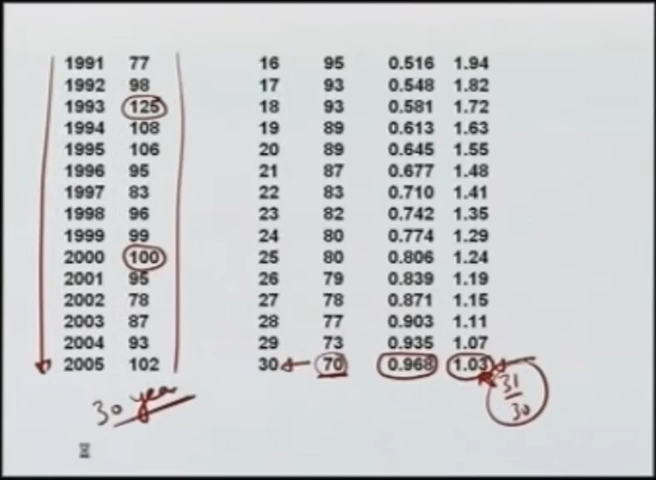 1991 77 16 95 0.516 1.94
1992 98 17 93 0.548 1.82
1993 125 18 93 0.581 1.72
1994 108 19 89 0.613 1.63
1995 106 20 89 0.645 1.55
1996 95 21 87 0.677 1.48
1997 83 22 83 0.710 1.41
1998 96 23 82 0.742 1.35
1999 99 24 80 0.774 1.29
2000 100 25 80 0.806 1.24
2001 95 26 79 0.839 1.19
2002 78 27 78 0.871 1.15
2003 87 28 77 0.903 1.11
2004 93 29 73 0.935 1.07
2005 102 30 70 0.968 1.03
30 year
31
30